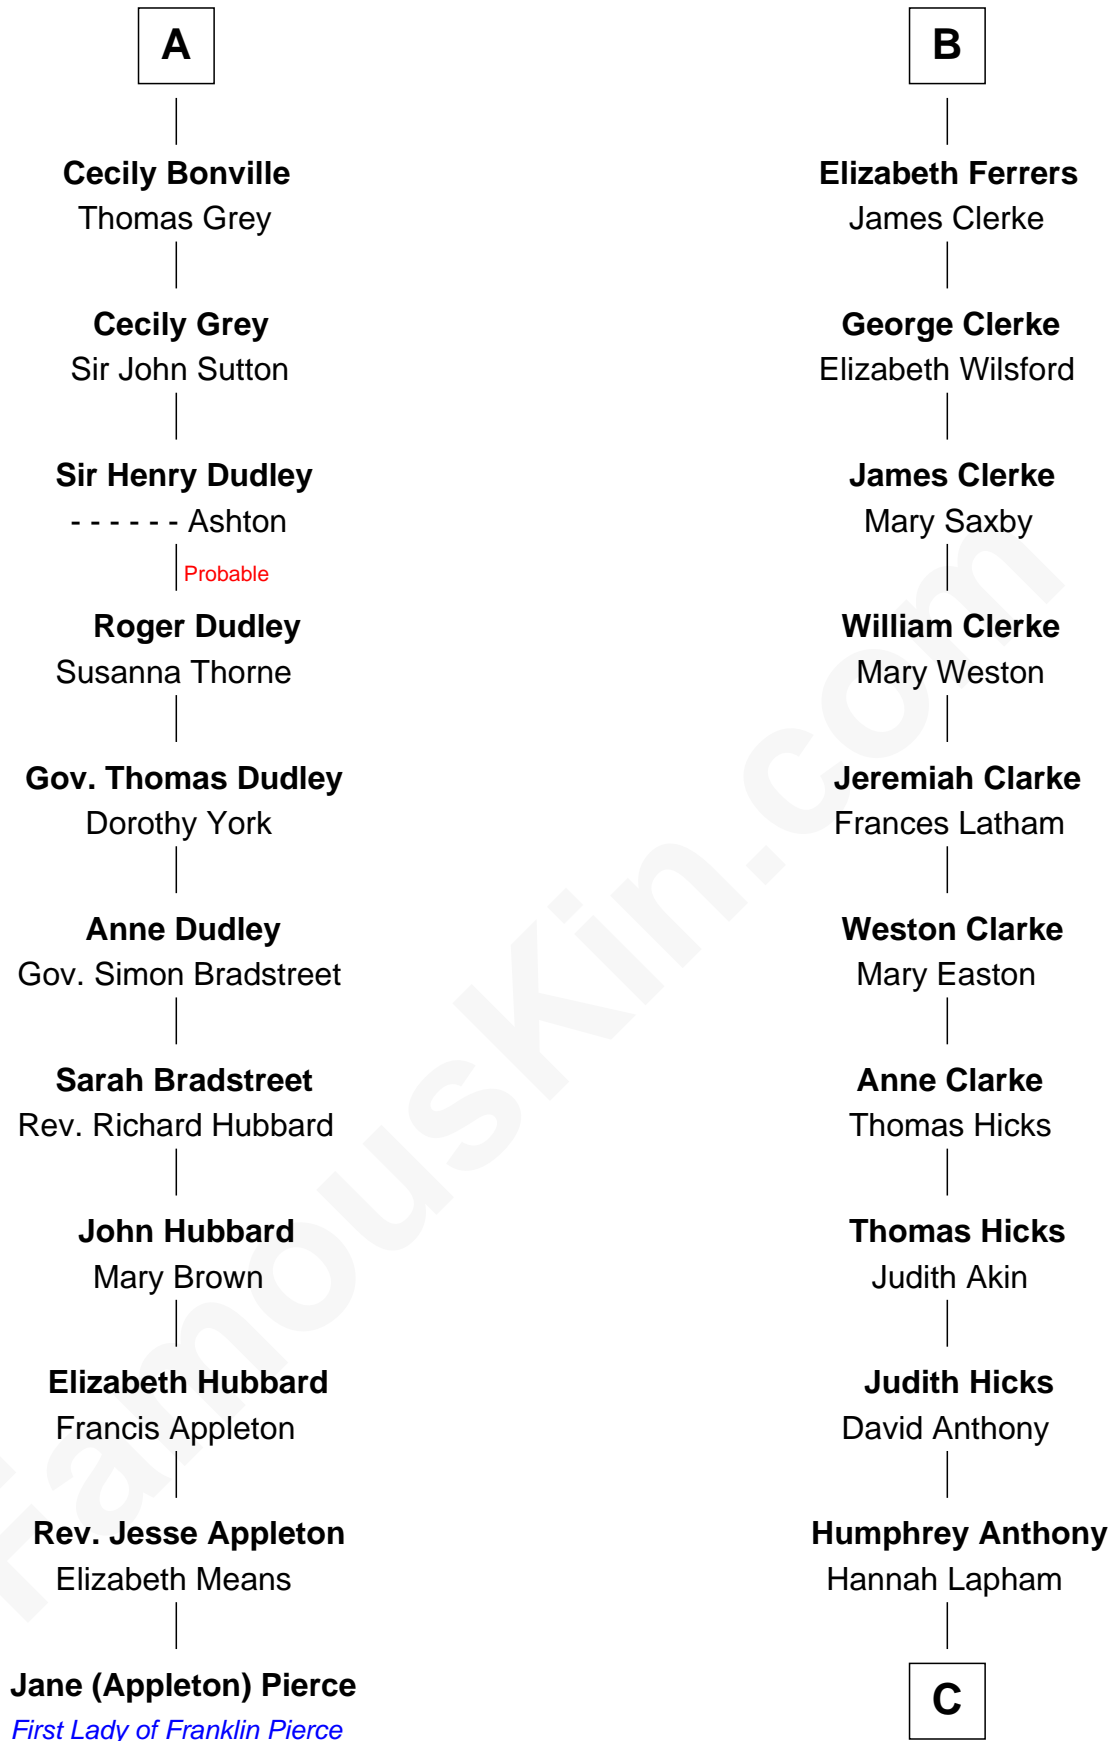 A
Cecily Bonville
Thomas Grey
Cecily Grey
Sir John Sutton
Sir Henry Dudley
- - - - - - Ashton
Probable
Roger Dudley
Susanna Thorne
Gov. Thomas Dudley
Dorothy York
Anne Dudley
Gov. Simon Bradstreet
Sarah Bradstreet
Rev. Richard Hubbard
John Hubbard
Mary Brown
Elizabeth Hubbard
Francis Appleton
Rev. Jesse Appleton
Elizabeth Means
Jane (Appleton) Pierce
First Lady of Franklin Pierce
B
Elizabeth Ferrers
James Clerke
George Clerke
Elizabeth Wilsford
James Clerke
Mary Saxby
William Clerke
Mary Weston
Jeremiah Clarke
Frances Latham
Weston Clarke
Mary Easton
Anne Clarke
Thomas Hicks
Thomas Hicks
Judith Akin
Judith Hicks
David Anthony
Humphrey Anthony
Hannah Lapham
C
FamousKin.com